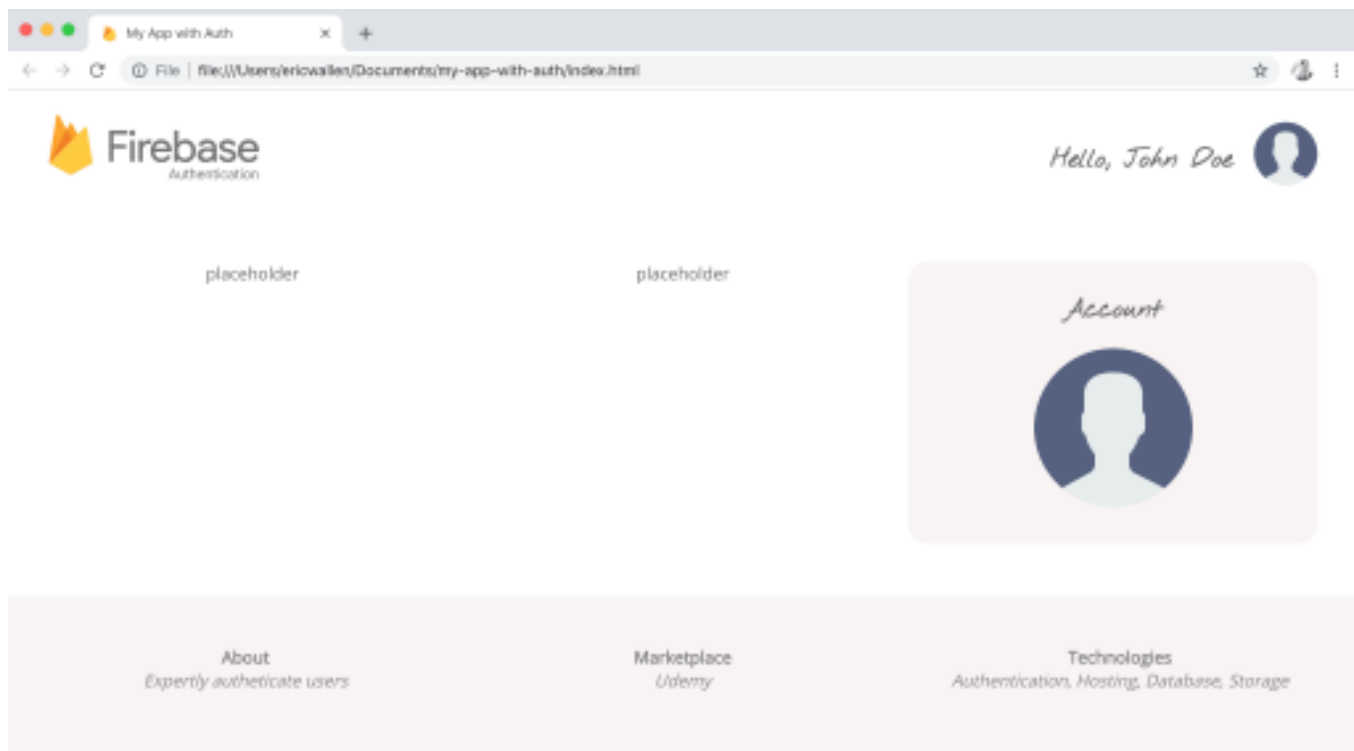 My App with Auth
File | file:///Users/ericwallen/Documents/my-app-with-auth/index.html
Firebase
Authentication
Hello, John Doe
placeholder
placeholder
Account
About
Expertly autheticate users
Marketplace
Udemy
Technologies
Authentication, Hosting, Database, Storage